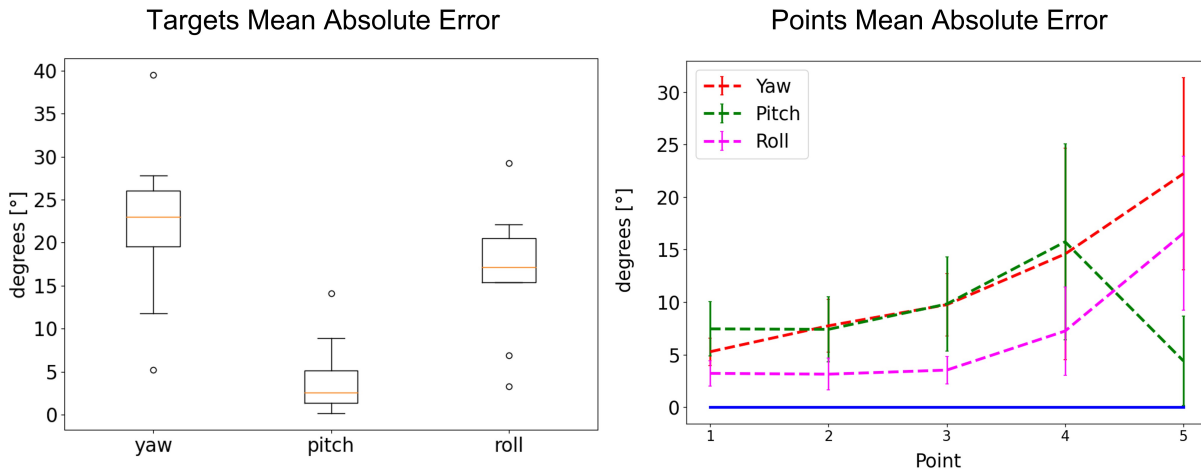 Targets Mean Absolute Error
degrees [°]
40
35
30
25
20
15
10
5
0
yaw
pitch
roll
Points Mean Absolute Error
degrees [°]
30
25
20
15
10
5
0
Yaw
Pitch
Roll
1
2
3
4
5
Point